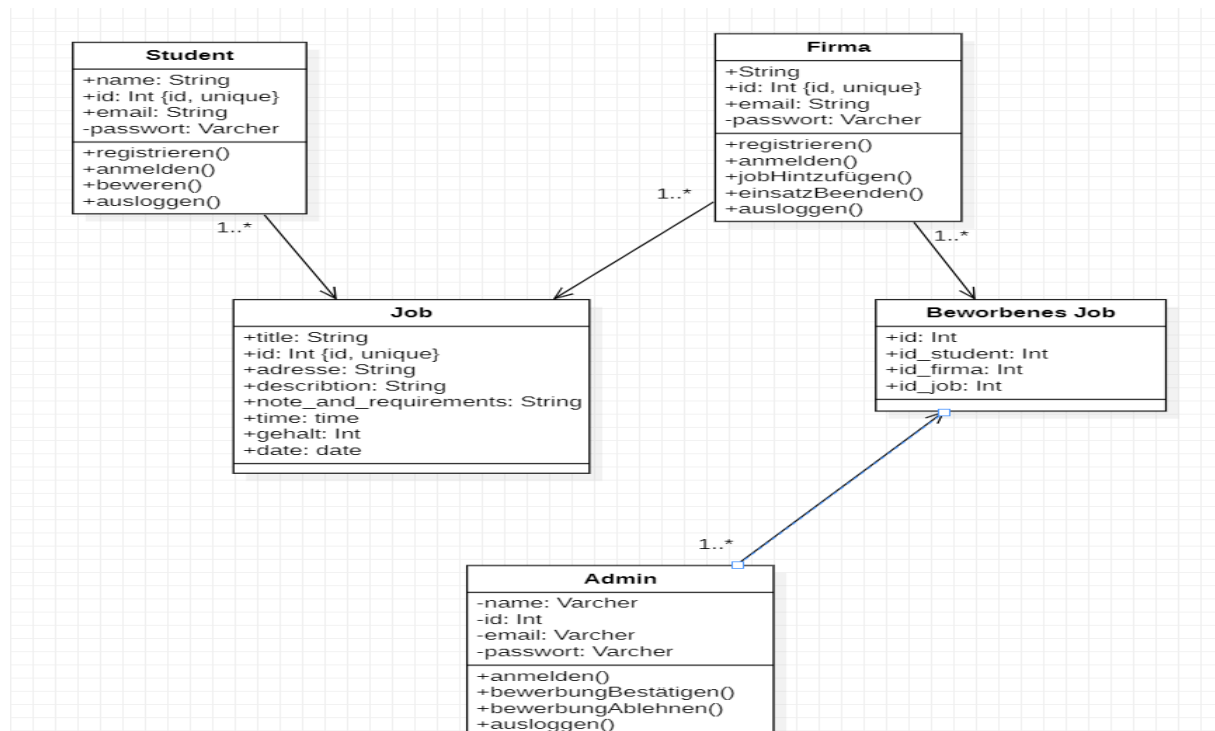 Student
+name: String
+id: Int {id, unique}
+email: String
-passwort: Varcher
+registrieren()
+anmelden()
+beweren()
+ausloggen()
1..*
Firma
+String
+id: Int {id, unique}
+email: String
-passwort: Varcher
+registrieren()
+anmelden()
+jobHintzufügen()
+einsatzBeenden()
+ausloggen()
1..*
1..*
Job
+title: String
+id: Int {id, unique}
+adresse: String
+describtion: String
+note_and_requirements: String
+time: time
+gehalt: Int
+date: date
Beworbenes Job
+id: Int
+id_student: Int
+id_firma: Int
+id_job: Int
1..*
Admin
-name: Varcher
-id: Int
-email: Varcher
-passwort: Varcher
+anmelden()
+bewerbungBestätigen()
+bewerbungAblehnen()
+ausloggen()